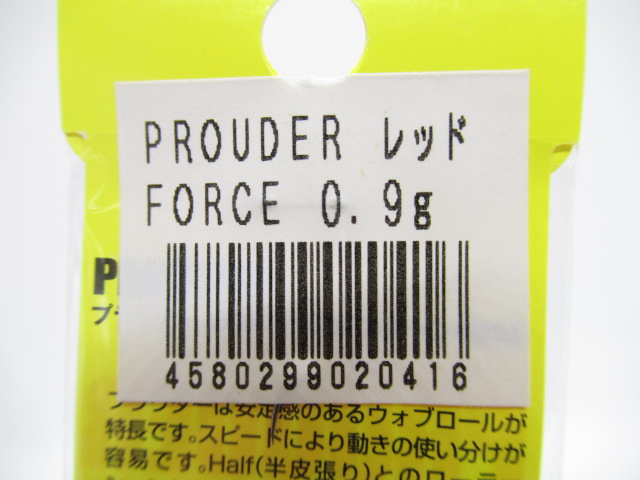 PROUDER レッド
FORCE 0.9g
4580299020416
プラウダーは安定感のあるウォブロールが
特長です。スピードにより動きの使い分けが
容易です。Half(半皮張り)とのローテ